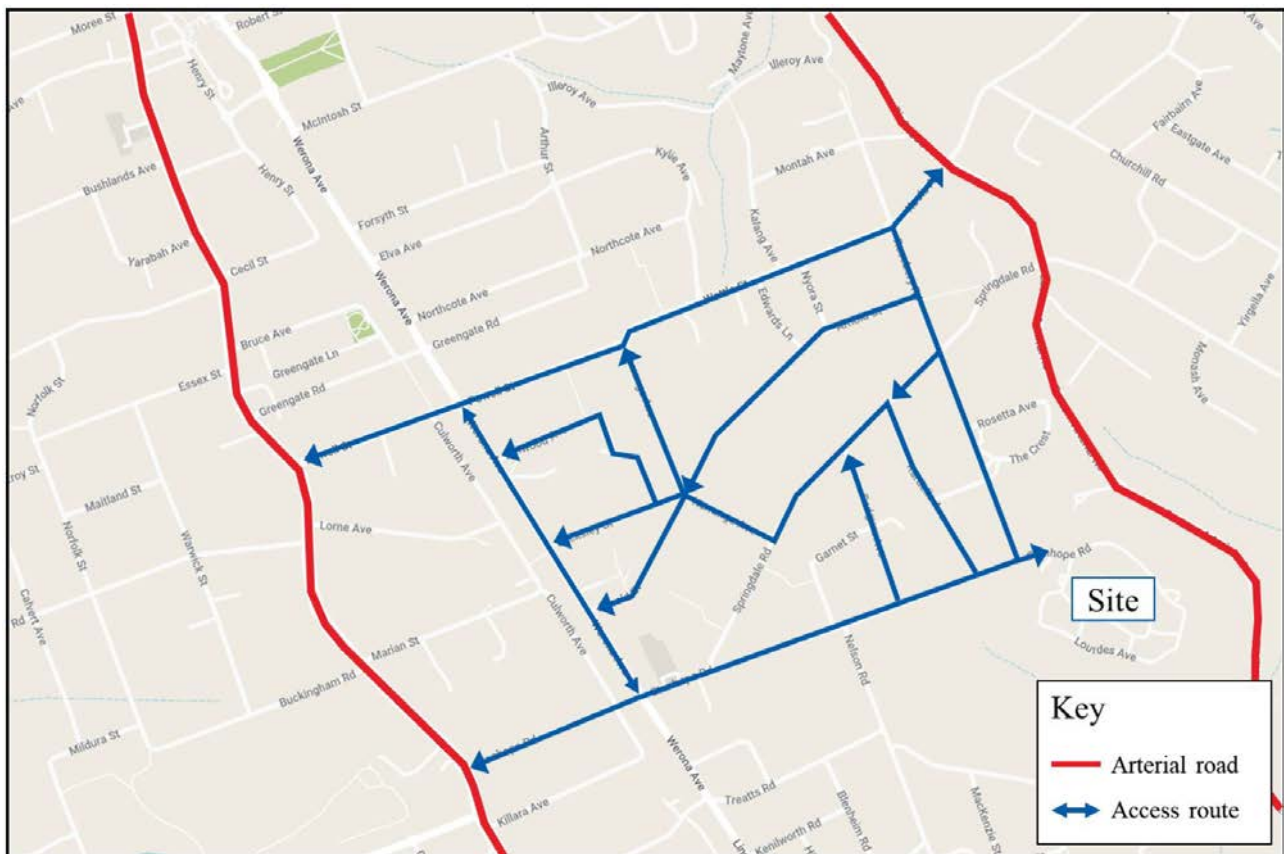 Moree St
Robert St
Henry St
Maytone Ave
Illeroy Ave
Illeroy Ave
McIntosh St
Werona Ave
Arthur St
Fairbairn Ave
Eastgate Ave
Churchill Rd
Montah Ave
Kylie Ave
Bushlands Ave
Henry St
Forsyth St
Elva Ave
Northcote Ave
Kalang Ave
Yarabah Ave
Cecil St
Werona Ave
Northcote Ave
Greengate Rd
Edwards Ln
Nyora St
Springdale Rd
Yirgella Ave
Monash Ave
Bruce Ave
Greengate Ln
Essex St
Greengate Rd
Norfolk St
Culworth Ave
Rosetta Ave
The Crest
Maitland St
Norfolk St
Lorne Ave
Warwick St
Garnet St
Springdale Rd
Calvert Ave
Rd
Culworth Ave
Marian St
Nelson Rd
Site
Lourdes Ave
Buckingham Rd
Mildura St
Werona Ave
Treatts Rd
Killara Ave
Kenilworth Rd
Blenheim Rd
MacKenzie St
Key
Arterial road
Access route